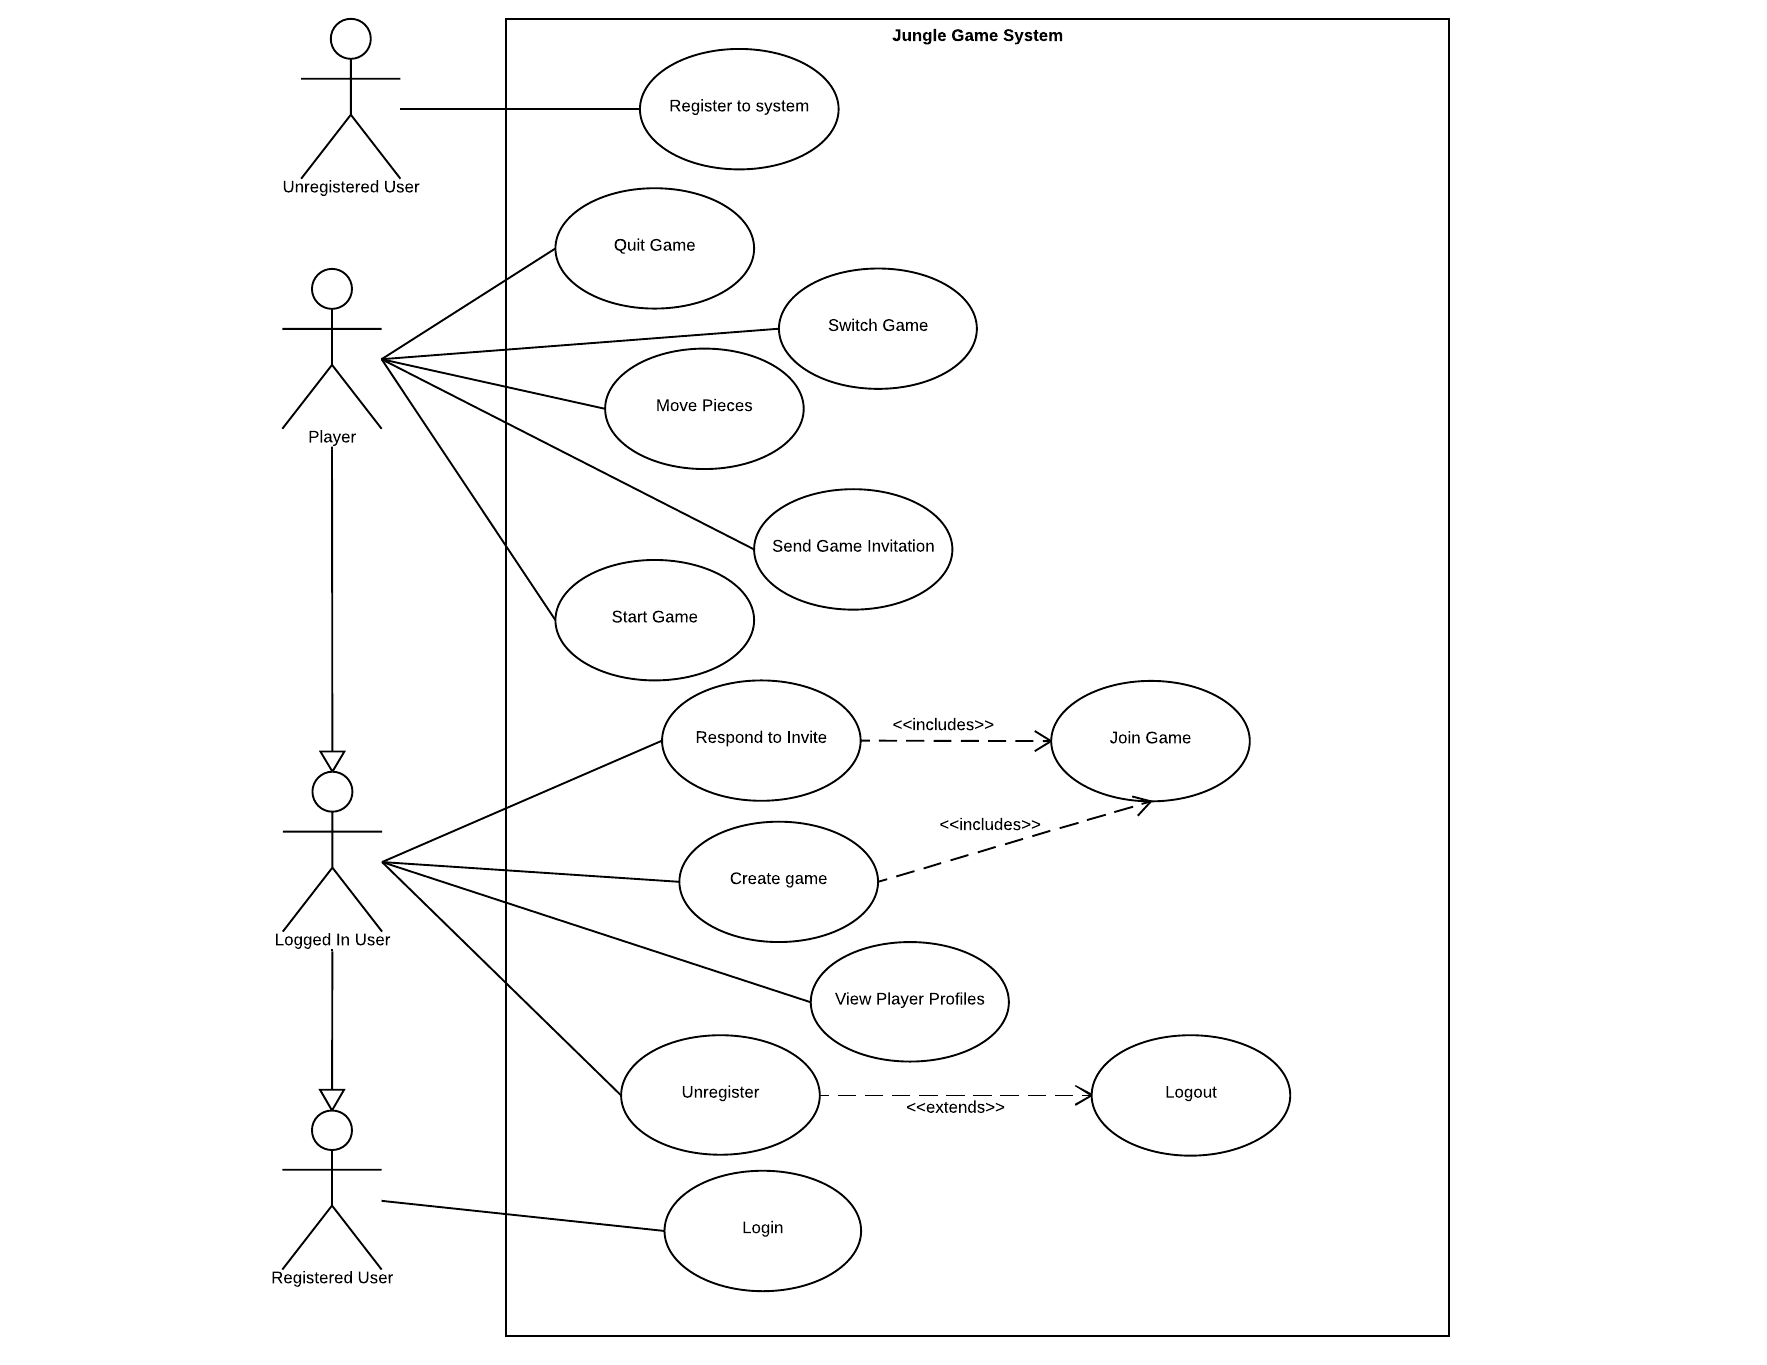 Jungle Game System
Register to system
Unregistered User
Quit Game
Switch Game
Move Pieces
Player
Send Game Invitation
Start Game
Respond to Invite
<<includes>>
Join Game
<<includes>>
Create game
Logged In User
View Player Profiles
Unregister
<<extends>>
Logout
Login
Registered User